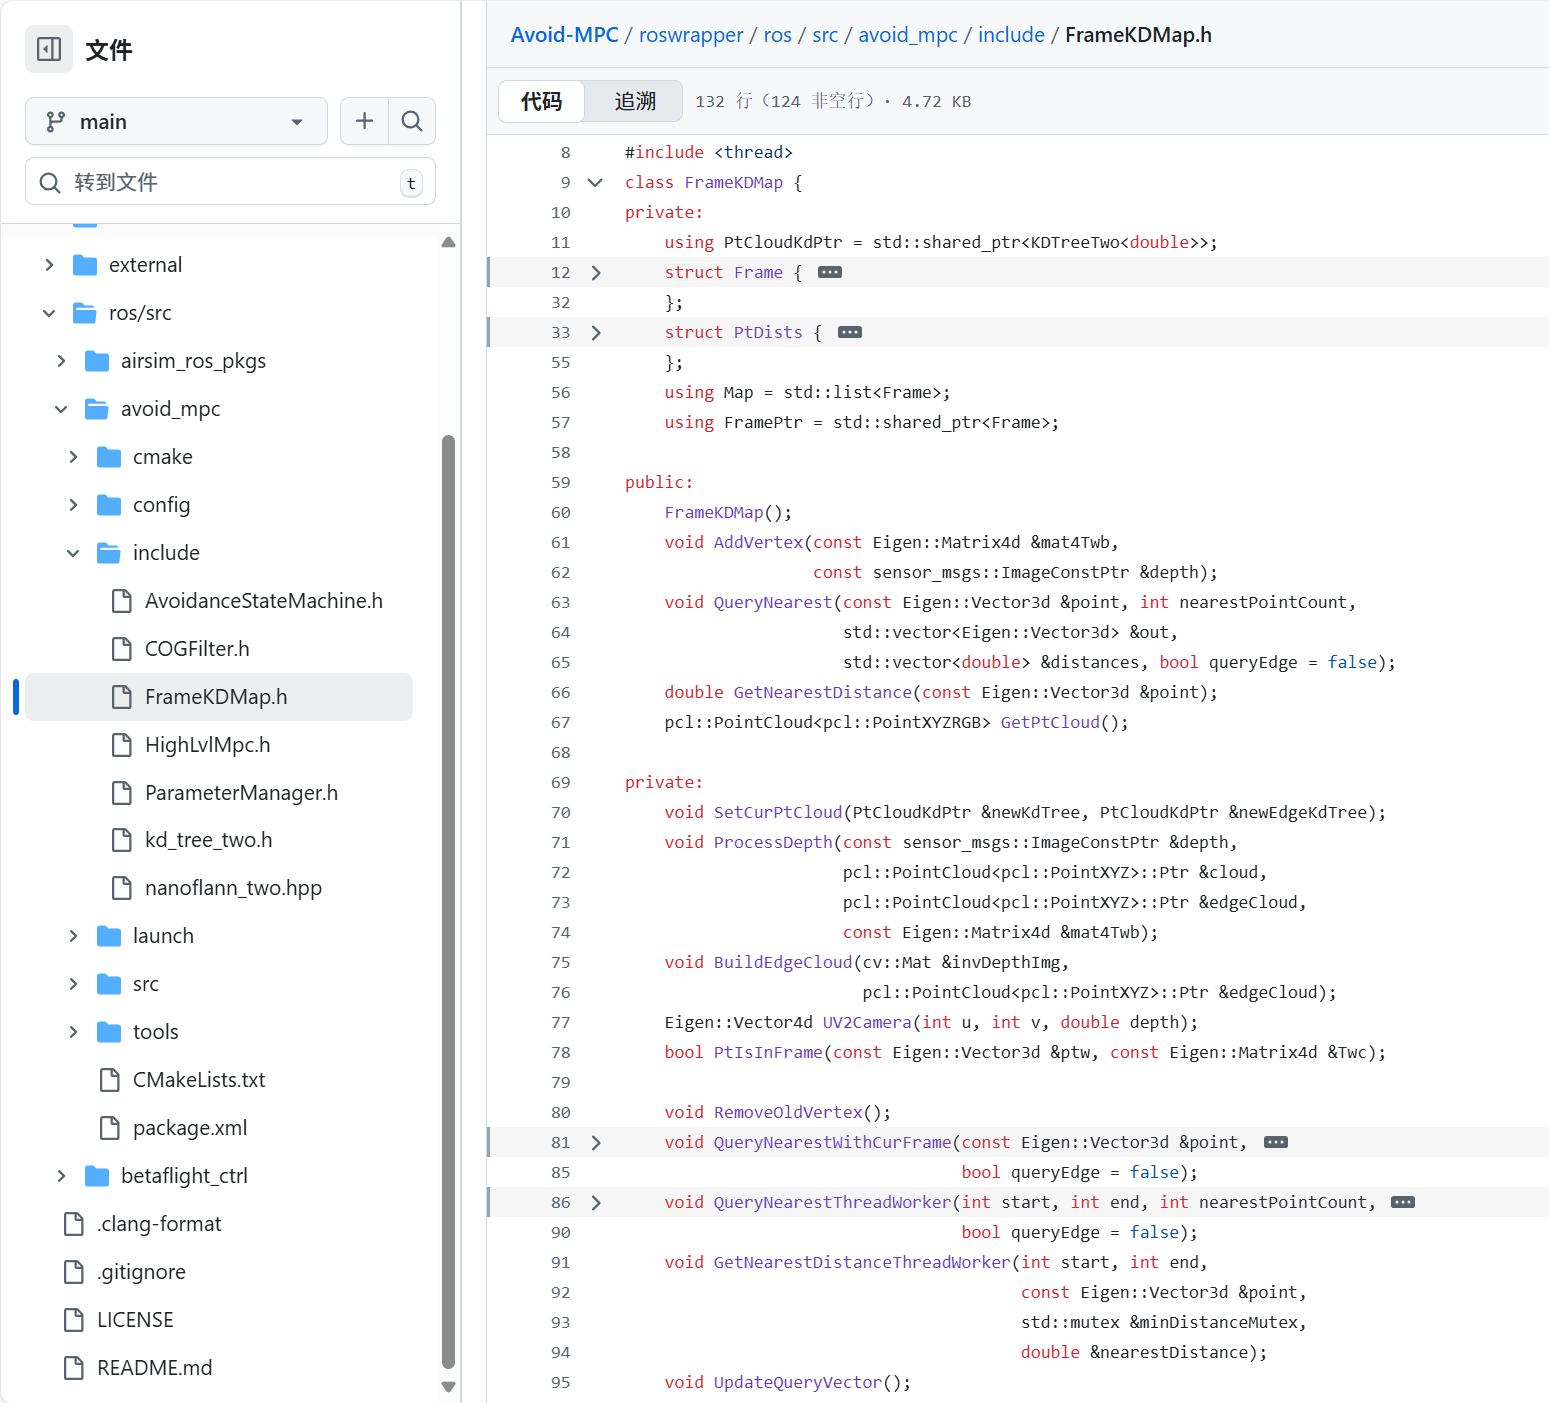 文件
main
转到文件
t
external
ros/src
airsim_ros_pkgs
avoid_mpc
cmake
config
include
AvoidanceStateMachine.h
COGFilter.h
FrameKDMap.h
HighLvlMpc.h
ParameterManager.h
kd_tree_two.h
nanoflann_two.hpp
launch
src
tools
CMakeLists.txt
package.xml
betaflight_ctrl
.clang-format
.gitignore
LICENSE
README.md
Avoid-MPC / roswrapper / ros / src / avoid_mpc / include / FrameKDMap.h
代码 追溯 132 行（124 非空行）· 4.72 KB
8 #include <thread>
9 class FrameKDMap {
10 private:
11 using PtCloudKdPtr = std::shared_ptr<KDTreeTwo<double>>;
12 struct Frame { ...
32 };
33 struct PtDists { ...
55 };
56 using Map = std::list<Frame>;
57 using FramePtr = std::shared_ptr<Frame>;
58
59 public:
60 FrameKDMap();
61 void AddVertex(const Eigen::Matrix4d &mat4Twb,
62 const sensor_msgs::ImageConstPtr &depth);
63 void QueryNearest(const Eigen::Vector3d &point, int nearestPointCount,
64 std::vector<Eigen::Vector3d> &out,
65 std::vector<double> &distances, bool queryEdge = false);
66 double GetNearestDistance(const Eigen::Vector3d &point);
67 pcl::PointCloud<pcl::PointXYZRGB> GetPtCloud();
68
69 private:
70 void SetCurPtCloud(PtCloudKdPtr &newKdTree, PtCloudKdPtr &newEdgeKdTree);
71 void ProcessDepth(const sensor_msgs::ImageConstPtr &depth,
72 pcl::PointCloud<pcl::PointXYZ>::Ptr &cloud,
73 pcl::PointCloud<pcl::PointXYZ>::Ptr &edgeCloud,
74 const Eigen::Matrix4d &mat4Twb);
75 void BuildEdgeCloud(cv::Mat &invDepthImg,
76 pcl::PointCloud<pcl::PointXYZ>::Ptr &edgeCloud);
77 Eigen::Vector4d UV2Camera(int u, int v, double depth);
78 bool PtIsInFrame(const Eigen::Vector3d &ptw, const Eigen::Matrix4d &Twc);
79
80 void RemoveOldVertex();
81 void QueryNearestWithCurFrame(const Eigen::Vector3d &point, ...
85 bool queryEdge = false);
86 void QueryNearestThreadWorker(int start, int end, int nearestPointCount, ...
90 bool queryEdge = false);
91 void GetNearestDistanceThreadWorker(int start, int end,
92 const Eigen::Vector3d &point,
93 std::mutex &minDistanceMutex,
94 double &nearestDistance);
95 void UpdateQueryVector();